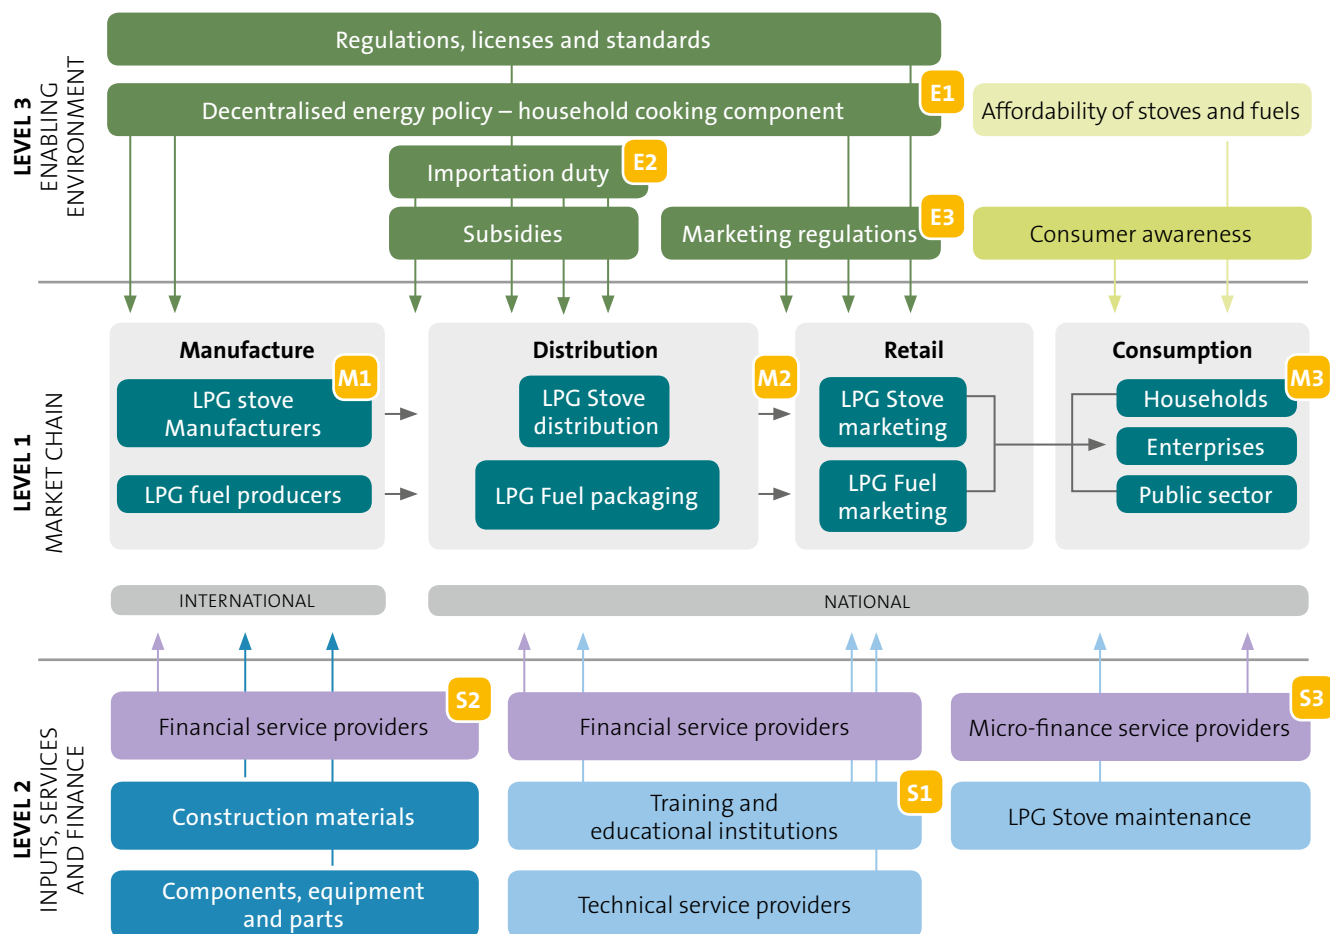 LEVEL 3
ENABLING
ENVIRONMENT
Regulations, licenses and standards
Decentralised energy policy – household cooking component
E1
Affordability of stoves and fuels
Importation duty
E2
Subsidies
Marketing regulations
E3
Consumer awareness
LEVEL 1
MARKET CHAIN
Manufacture
M1
LPG stove
Manufacturers
LPG fuel producers
Distribution
M2
LPG Stove
distribution
LPG Fuel packaging
Retail
LPG Stove
marketing
LPG Fuel
marketing
Consumption
M3
Households
Enterprises
Public sector
INTERNATIONAL
NATIONAL
LEVEL 2
INPUTS, SERVICES
AND FINANCE
Financial service providers
S2
Construction materials
Components, equipment
and parts
Financial service providers
Training and
educational institutions
S1
Technical service providers
Micro-finance service providers
S3
LPG Stove maintenance